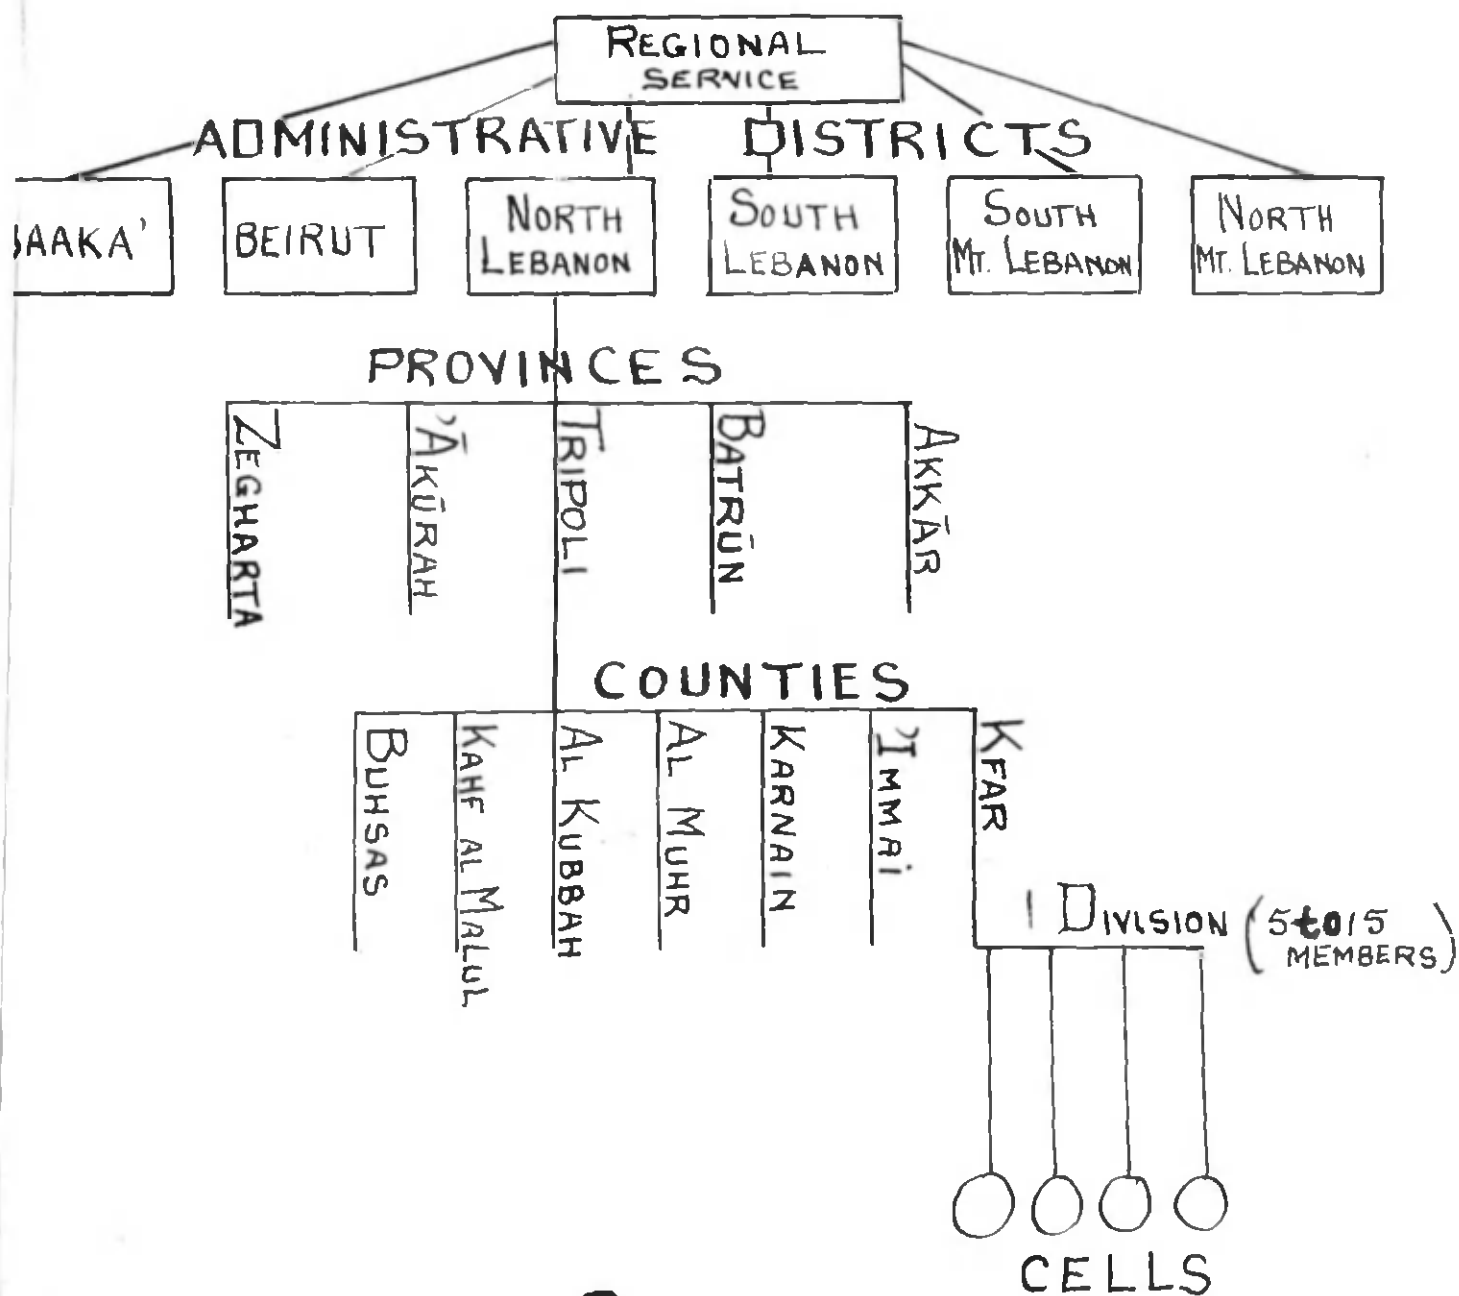 REGIONAL
SERVICE
ADMINISTRATIVE DISTRICTS
AAKA'
BEIRUT
NORTH
LEBANON
SOUTH
LEBANON
SOUTH
MT. LEBANON
NORTH
MT. LEBANON
PROVINCES
ZEGHARTA
'ĀKŪRAH
TRIPOLI
BATRŪN
AKKĀR
COUNTIES
BUHSAS
KAHF AL MALUL
AL KUBBAH
AL MUHR
KARNAIN
'IMMAI
KFAR
1 DIVISION (5 to 15
MEMBERS)
CELLS